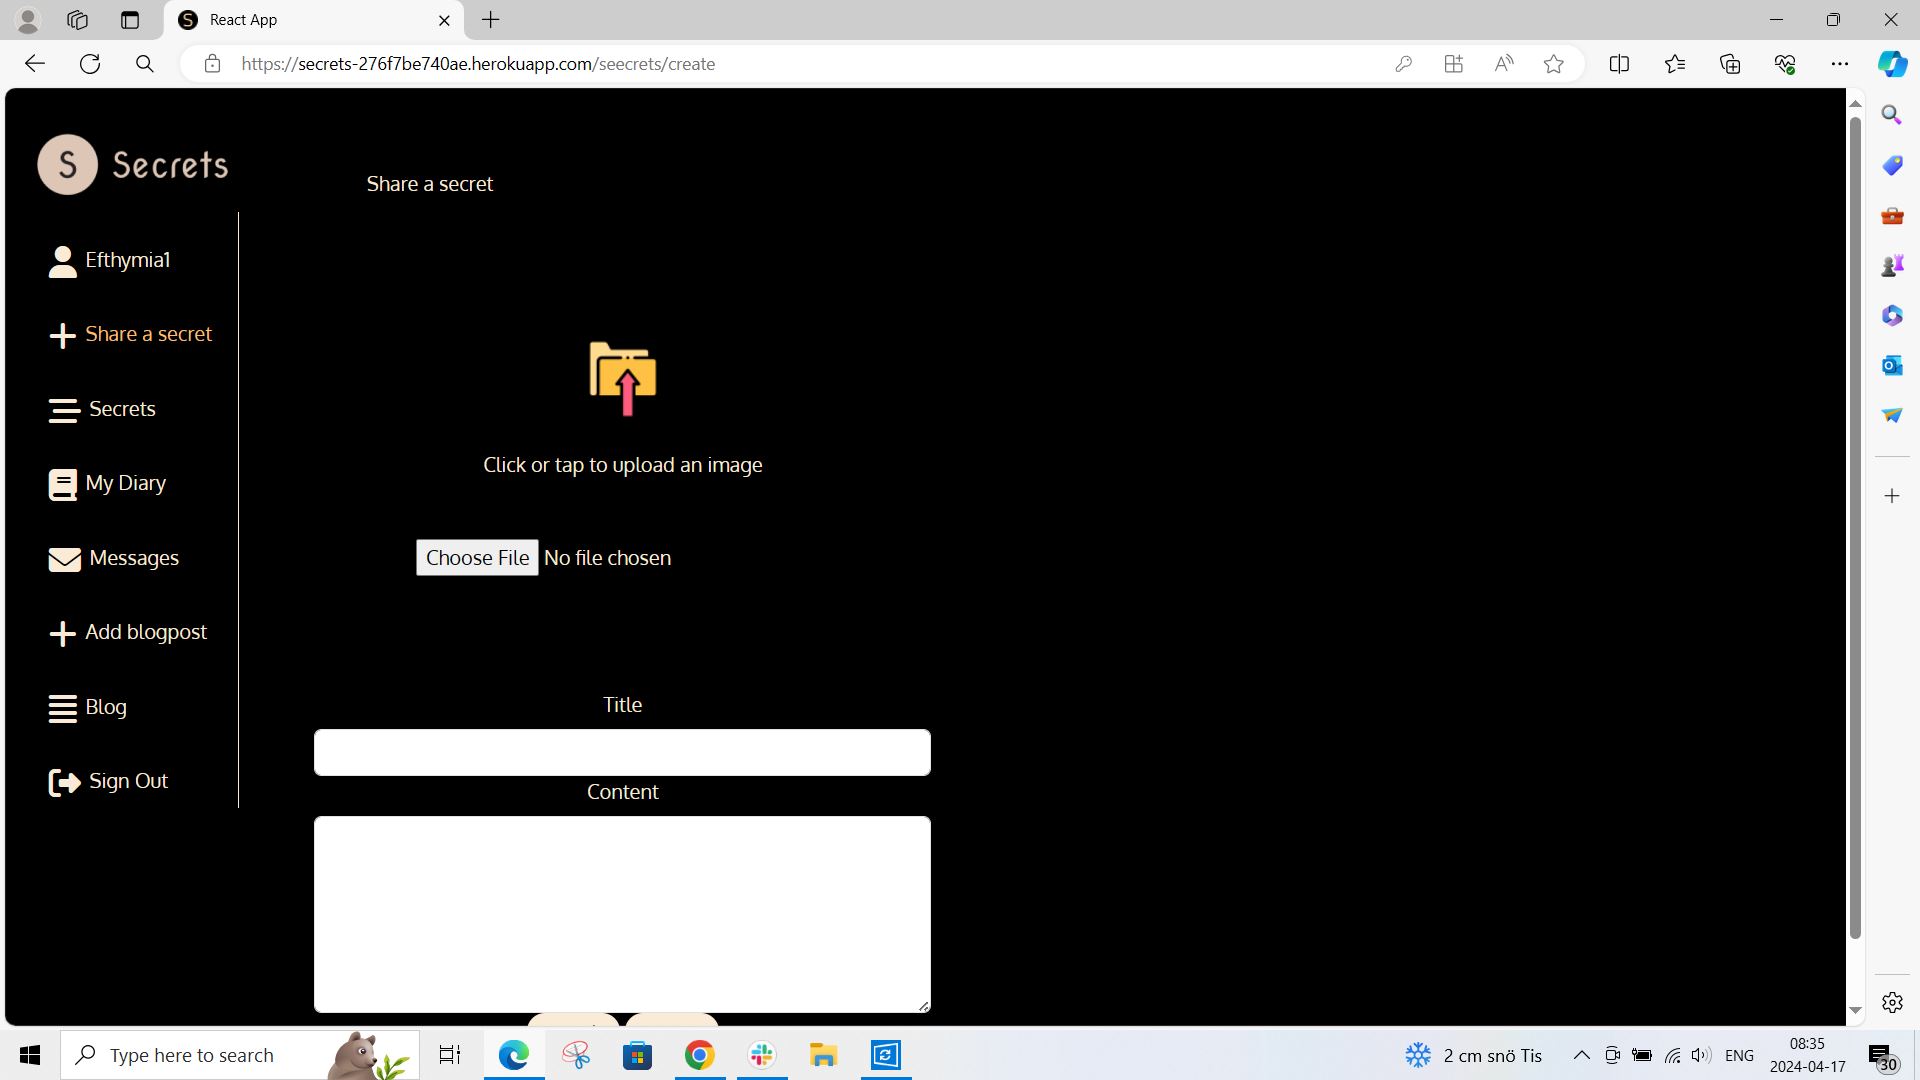 React App
https://secrets-276f7be740ae.herokuapp.com/seecrets/create
S Secrets
Share a secret
Efthymia1
Share a secret
Secrets
My Diary
Messages
Add blogpost
Blog
Sign Out
Click or tap to upload an image
Choose File No file chosen
Title
Content
Type here to search
2 cm snö Tis
ENG
08:35
2024-04-17
30